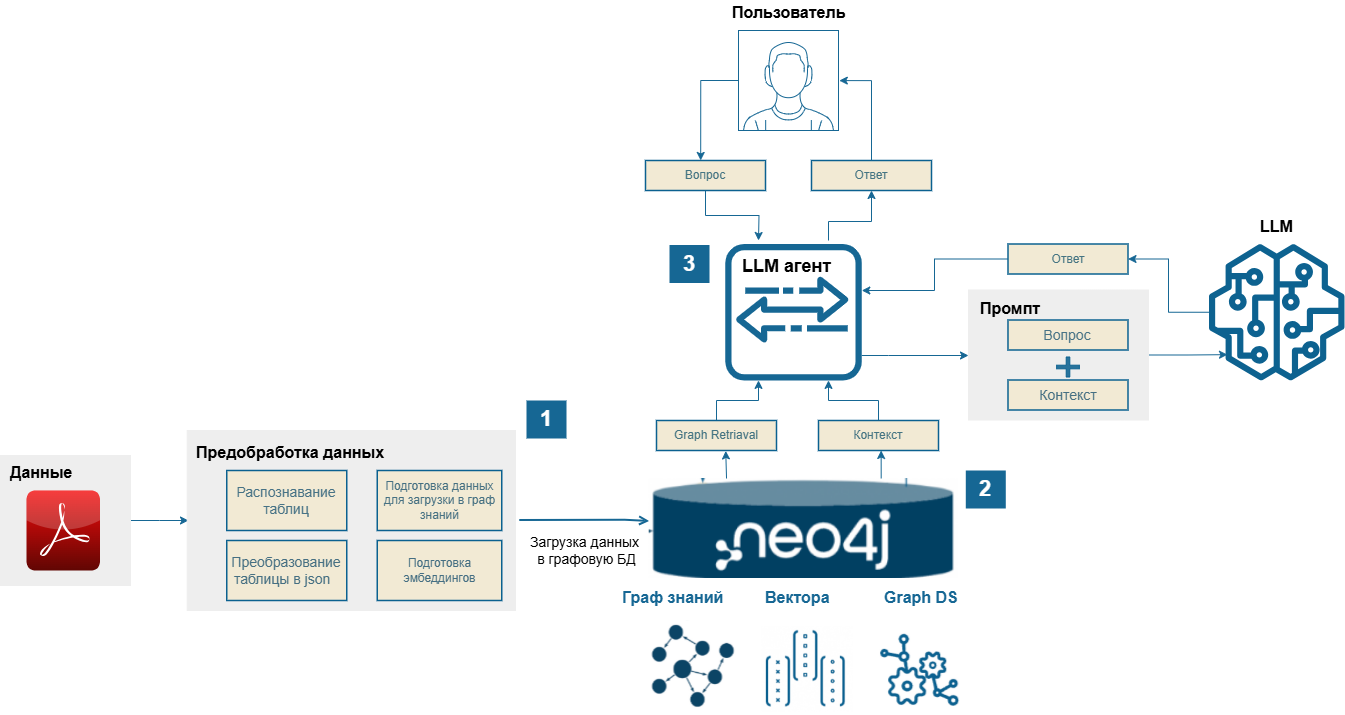 Пользователь
Вопрос
Ответ
3
LLM агент
LLM
Ответ
Промпт
Вопрос
+
Контекст
Graph Retriaval
Контекст
1
2
Данные
Предобработка данных
Распознавание
таблиц
Подготовка данных
для загрузки в граф
знаний
Преобразование
таблицы в json
Подготовка
эмбеддингов
Загрузка данных
в графовую БД
neo4j
Граф знаний
Вектора
Graph DS